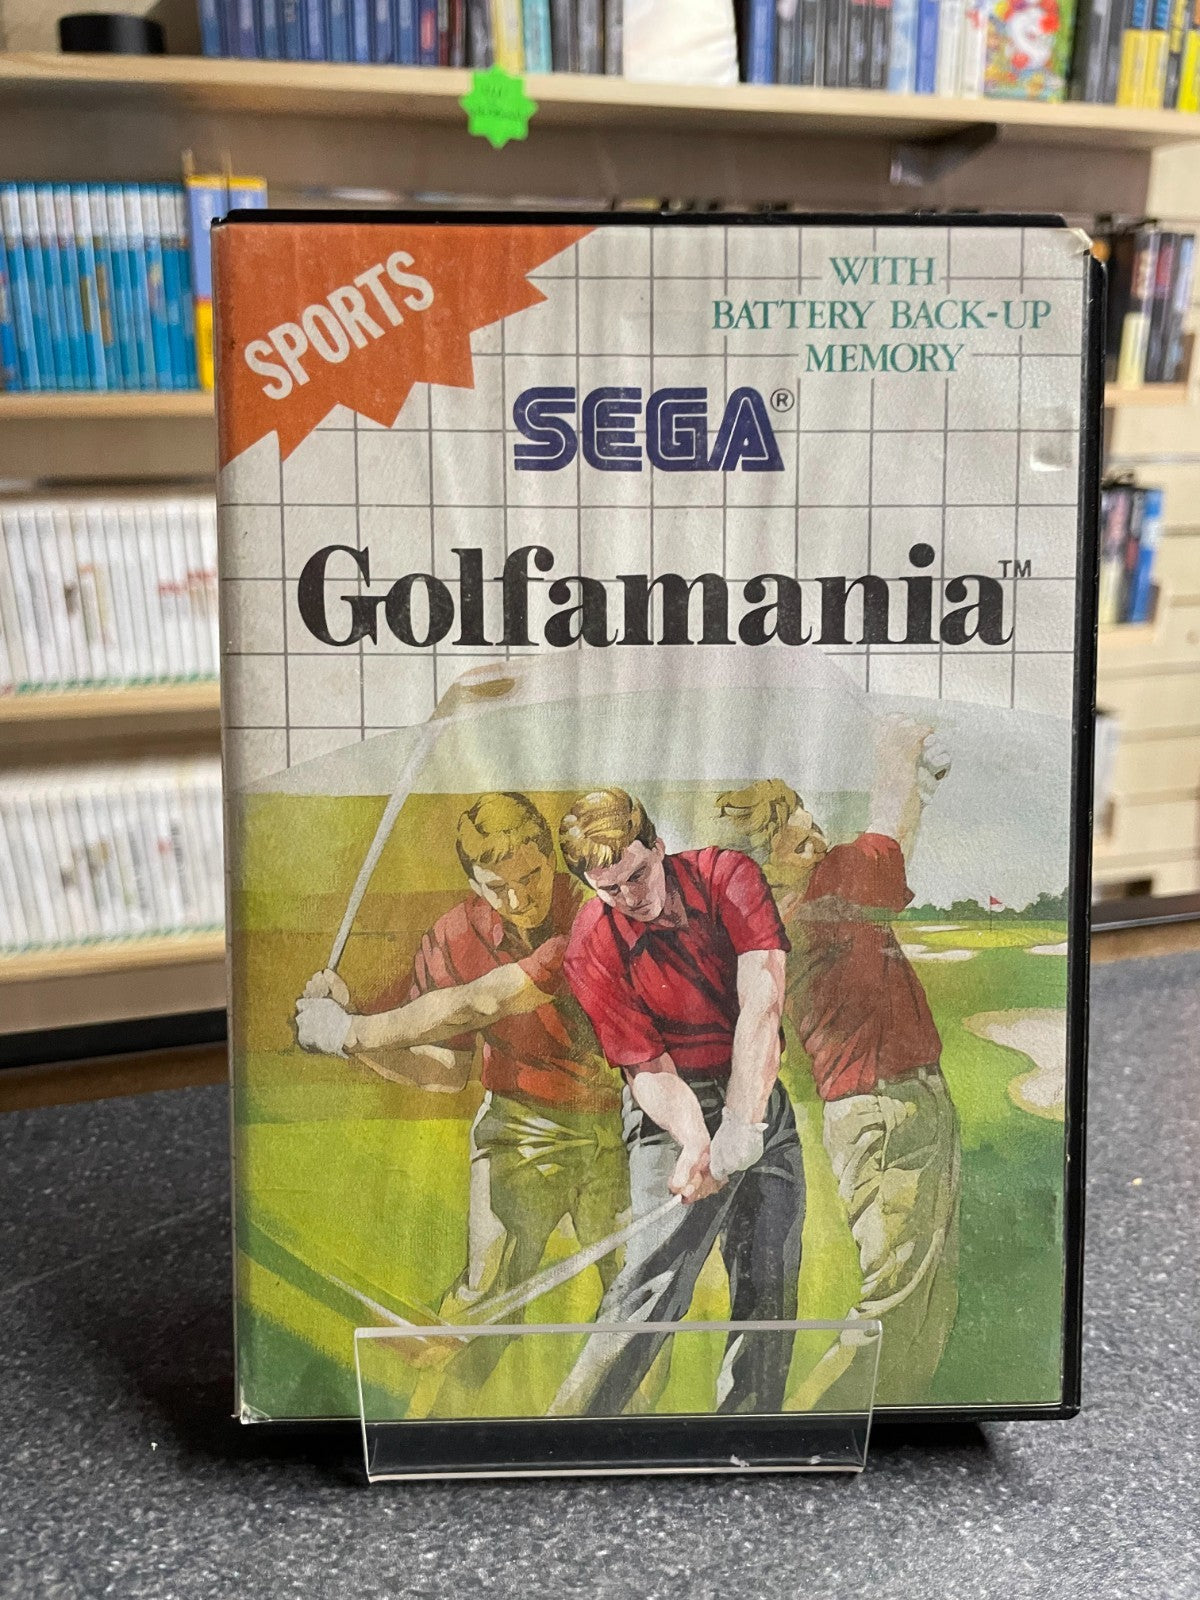 SPORTS
WITH
BATTERY BACK-UP
MEMORY
SEGA®
Golfamania™